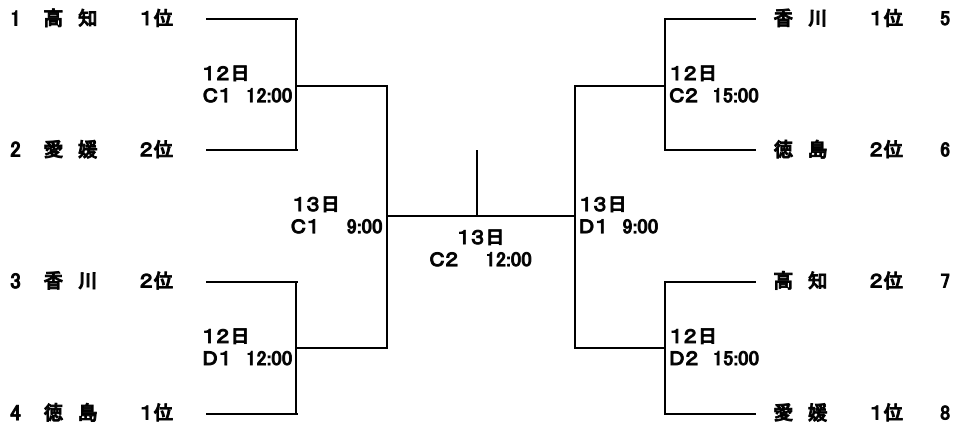 1 高 知 1位
香 川 1位 5
12日
C1 12:00
12日
C2 15:00
2 愛 媛 2位
徳 島 2位 6
13日
C1 9:00
13日
D1 9:00
13日
C2 12:00
3 香 川 2位
高 知 2位 7
12日
D1 12:00
12日
D2 15:00
4 徳 島 1位
愛 媛 1位 8